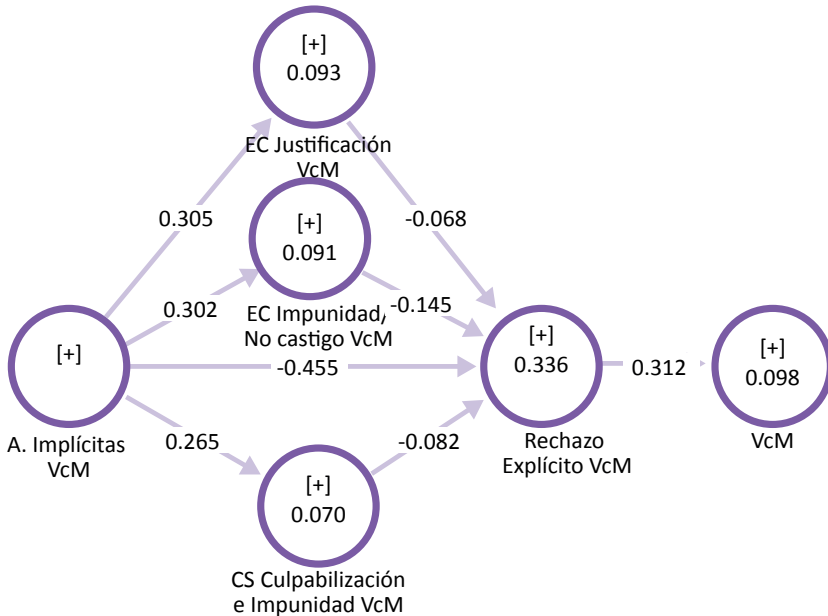 [+]
0.093
EC Justificación
VcM
0.305
-0.068
[+]
0.091
0.302
EC Impunidad/
No castigo VcM
-0.145
[+]
A. Implícitas
VcM
-0.455
[+]
0.336
Rechazo
Explícito VcM
0.312
[+]
0.098
VcM
0.265
-0.082
[+]
0.070
CS Culpabilización
e Impunidad VcM